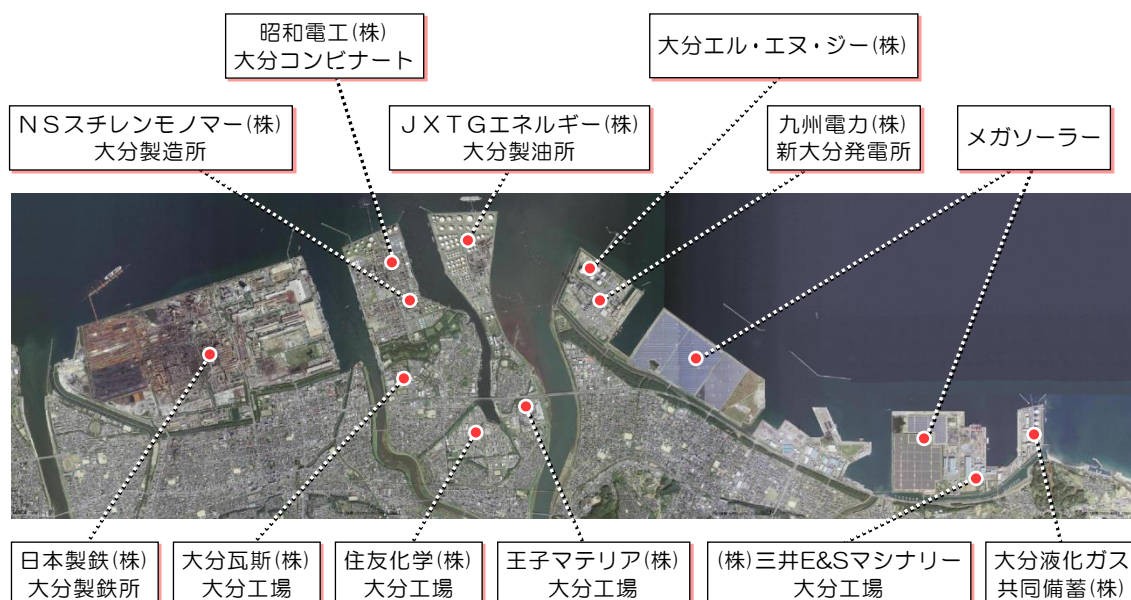 昭和電工(株)
大分コンビナート
大分エル・エヌ・ジー(株)
ＮＳスチレンモノマー(株)
大分製造所
ＪＸＴＧエネルギー(株)
大分製油所
九州電力(株)
新大分発電所
メガソーラー
日本製鉄(株)
大分製鉄所
大分瓦斯(株)
大分工場
住友化学(株)
大分工場
王子マテリア(株)
大分工場
(株)三井E&Sマシナリー
大分工場
大分液化ガス
共同備蓄(株)